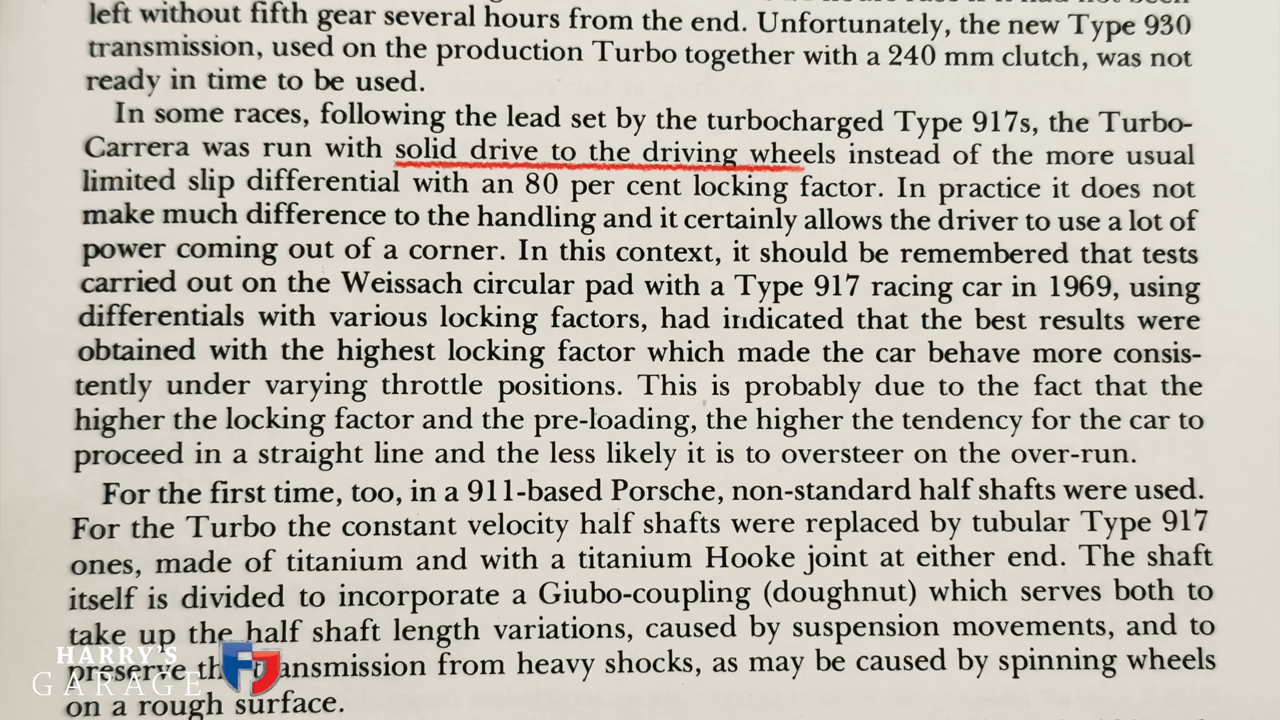 left without fifth gear several hours from the end. Unfortunately, the new Type 930
transmission, used on the production Turbo together with a 240 mm clutch, was not
ready in time to be used.
In some races, following the lead set by the turbocharged Type 917s, the Turbo-
Carrera was run with solid drive to the driving wheels instead of the more usual
limited slip differential with an 80 per cent locking factor. In practice it does not
make much difference to the handling and it certainly allows the driver to use a lot of
power coming out of a corner. In this context, it should be remembered that tests
carried out on the Weissach circular pad with a Type 917 racing car in 1969, using
differentials with various locking factors, had indicated that the best results were
obtained with the highest locking factor which made the car behave more consis-
tently under varying throttle positions. This is probably due to the fact that the
higher the locking factor and the pre-loading, the higher the tendency for the car to
proceed in a straight line and the less likely it is to oversteer on the over-run.
For the first time, too, in a 911-based Porsche, non-standard half shafts were used.
For the Turbo the constant velocity half shafts were replaced by tubular Type 917
ones, made of titanium and with a titanium Hooke joint at either end. The shaft
itself is divided to incorporate a Giubo-coupling (doughnut) which serves both to
take up the half shaft length variations, caused by suspension movements, and to
preserve th ansmission from heavy shocks, as may be caused by spinning wheels
on a rough surface.
HARRY'S
GARAGE